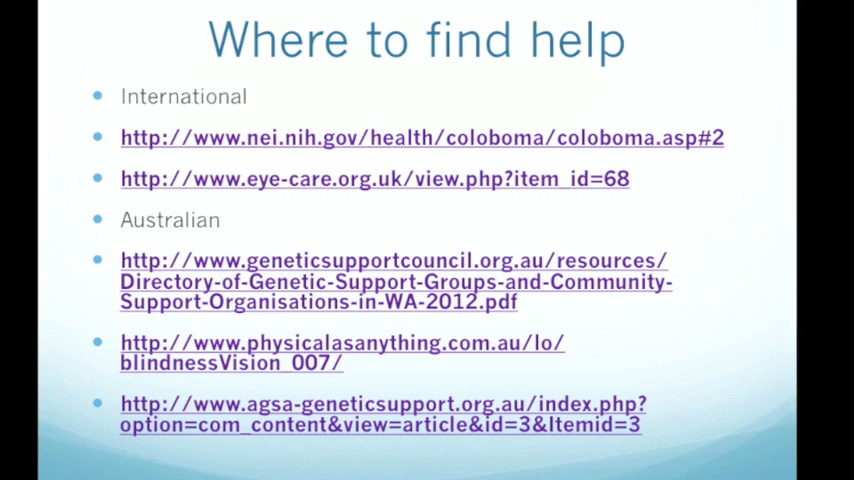 Where to find help
International
http://www.nei.nih.gov/health/coloboma/coloboma.asp#2
http://www.eye-care.org.uk/view.php?item_id=68
Australian
http://www.geneticsupportcouncil.org.au/resources/
Directory-of-Genetic-Support-Groups-and-Community-
Support-Organisations-in-WA-2012.pdf
http://www.physicalasanything.com.au/lo/
blindnessVision_007/
http://www.agsa-geneticsupport.org.au/index.php?
option=com_content&view=article&id=3&Itemid=3